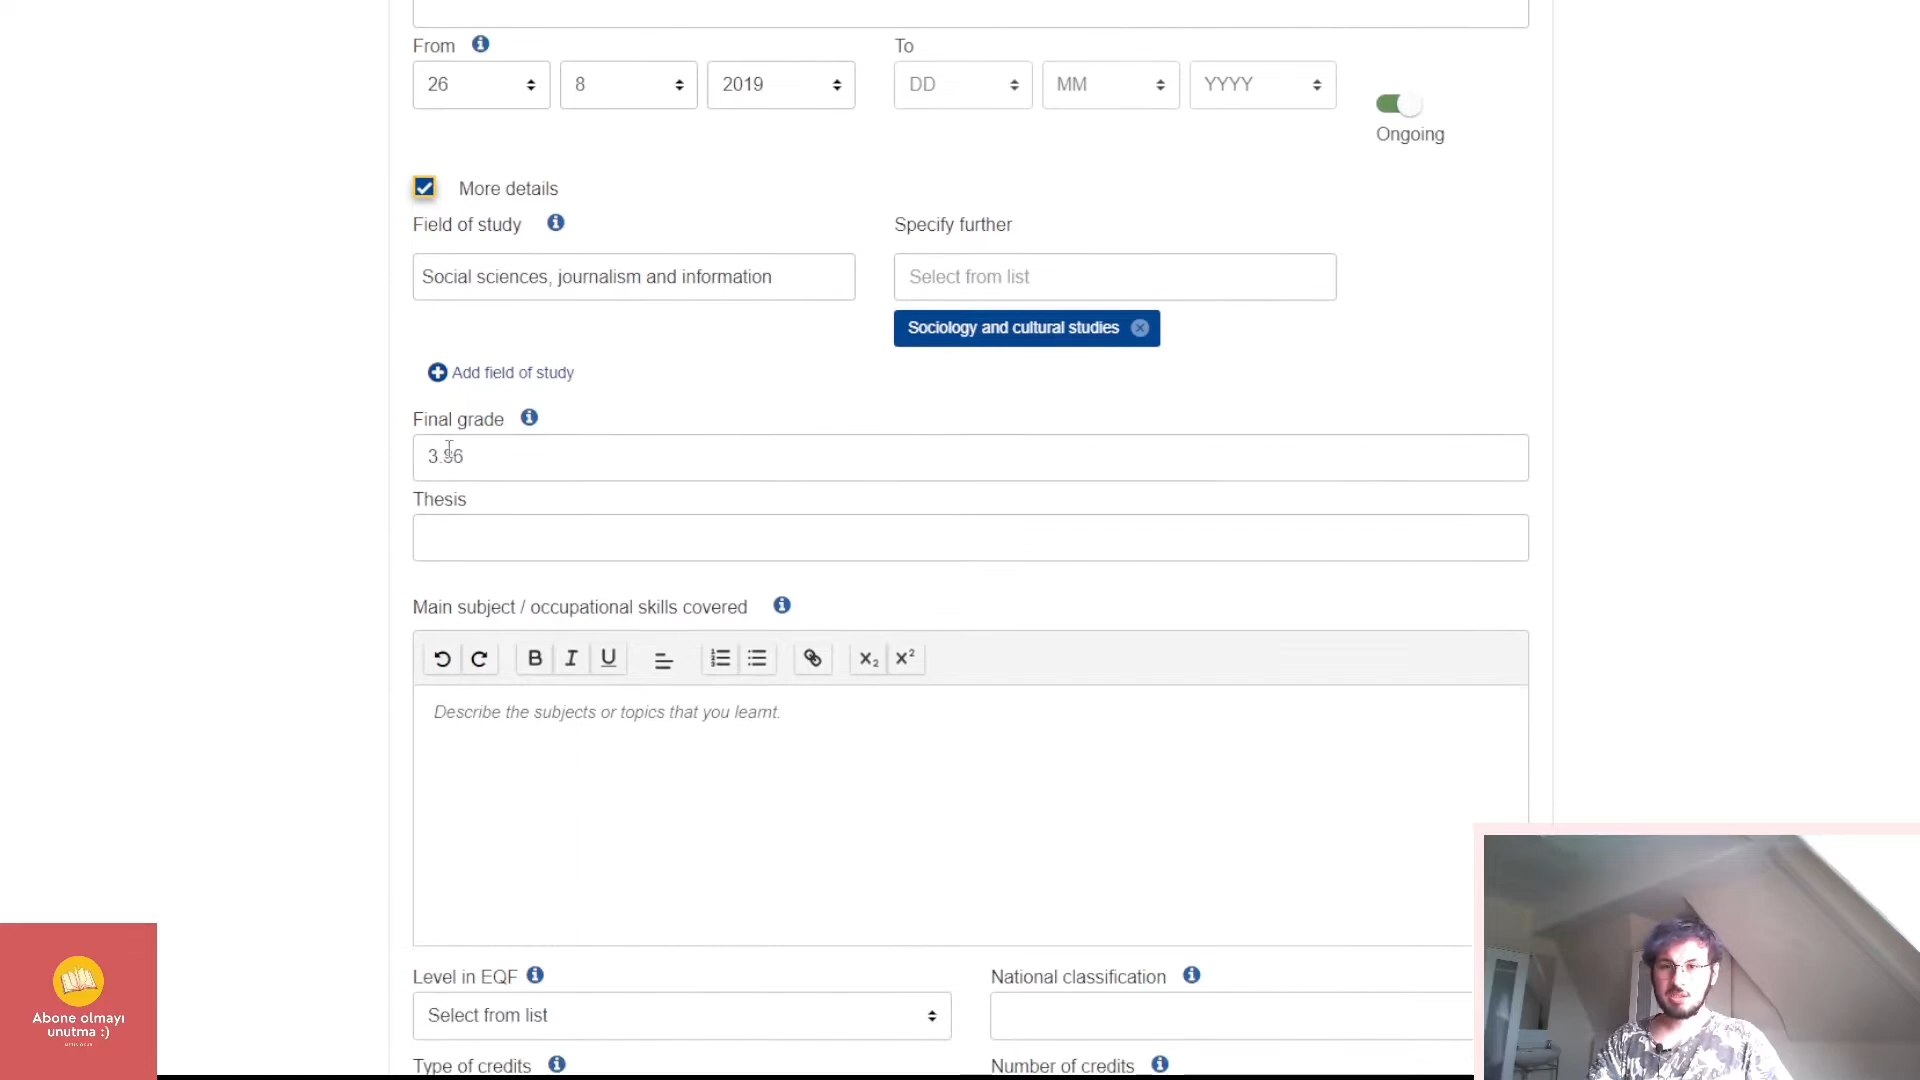 From To
26 8 2019 DD MM YYYY
Ongoing
More details
Field of study Specify further
Social sciences, journalism and information Select from list
Sociology and cultural studies
Add field of study
Final grade
3.96
Thesis
Main subject / occupational skills covered
B I U X₂ X²
Describe the subjects or topics that you learnt.
Level in EQF National classification
Select from list
Type of credits Number of credits
Abone olmayı
unutma :)